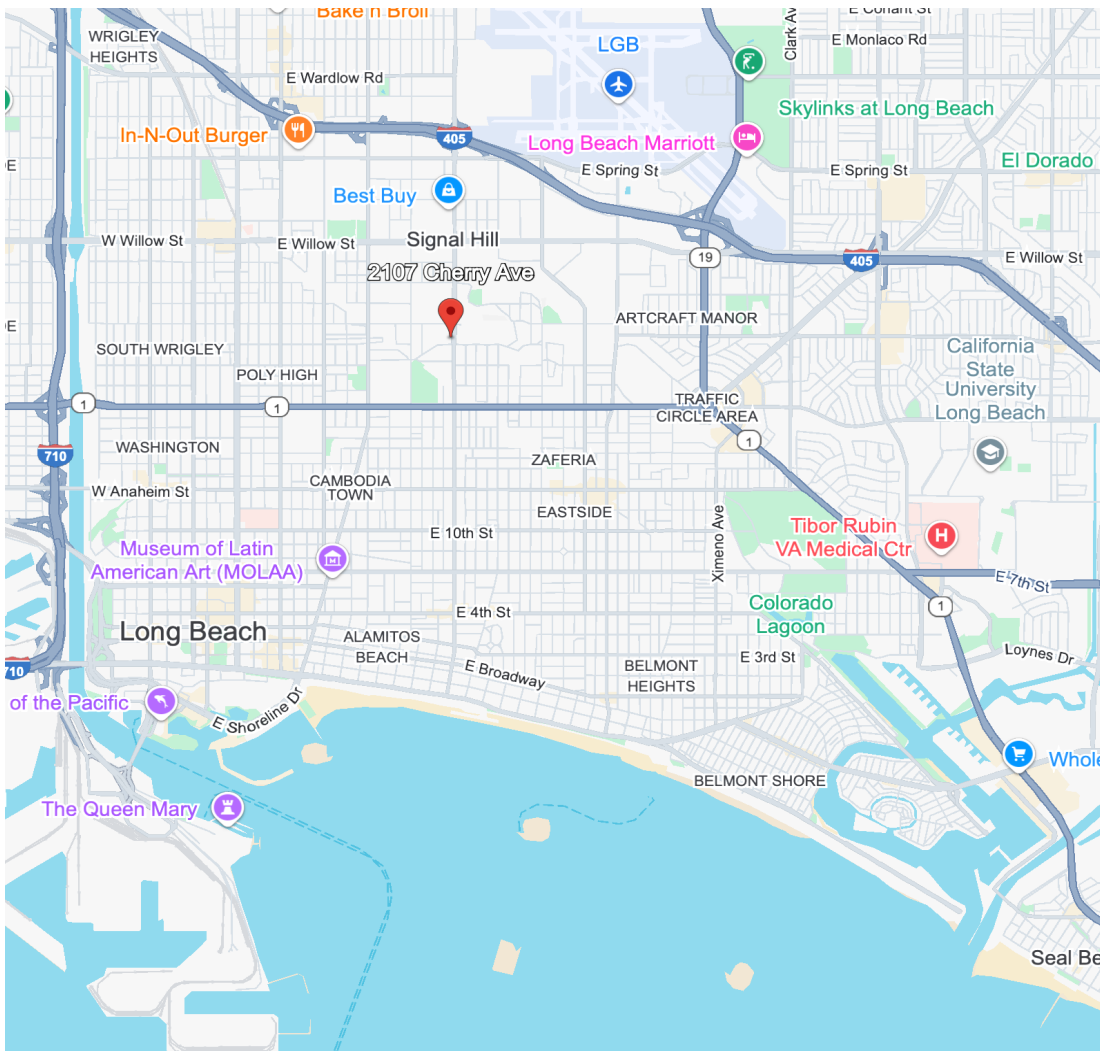 Bake n Broil
E Conant St
WRIGLEY
HEIGHTS
Clark Av
E Monlaco Rd
LGB
E Wardlow Rd
Skylinks at Long Beach
In-N-Out Burger
405
Long Beach Marriott
DE
El Dorado
E Spring St
E Spring St
Best Buy
W Willow St
E Willow St
Signal Hill
19
405
E Willow St
2107 Cherry Ave
ARTCRAFT MANOR
DE
SOUTH WRIGLEY
California
State
University
Long Beach
POLY HIGH
1
1
TRAFFIC
CIRCLE AREA
1
WASHINGTON
710
ZAFERIA
CAMBODIA
TOWN
W Anaheim St
EASTSIDE
Ximeno Ave
E 10th St
Tibor Rubin
VA Medical Ctr
H
Museum of Latin
American Art (MOLAA)
E 7th St
1
E 4th St
Colorado
Lagoon
Long Beach
ALAMITOS
BEACH
E 3rd St
Loynes Dr
710
E Broadway
BELMONT
HEIGHTS
of the Pacific
E Shoreline Dr
Whole
BELMONT SHORE
The Queen Mary
Seal Be